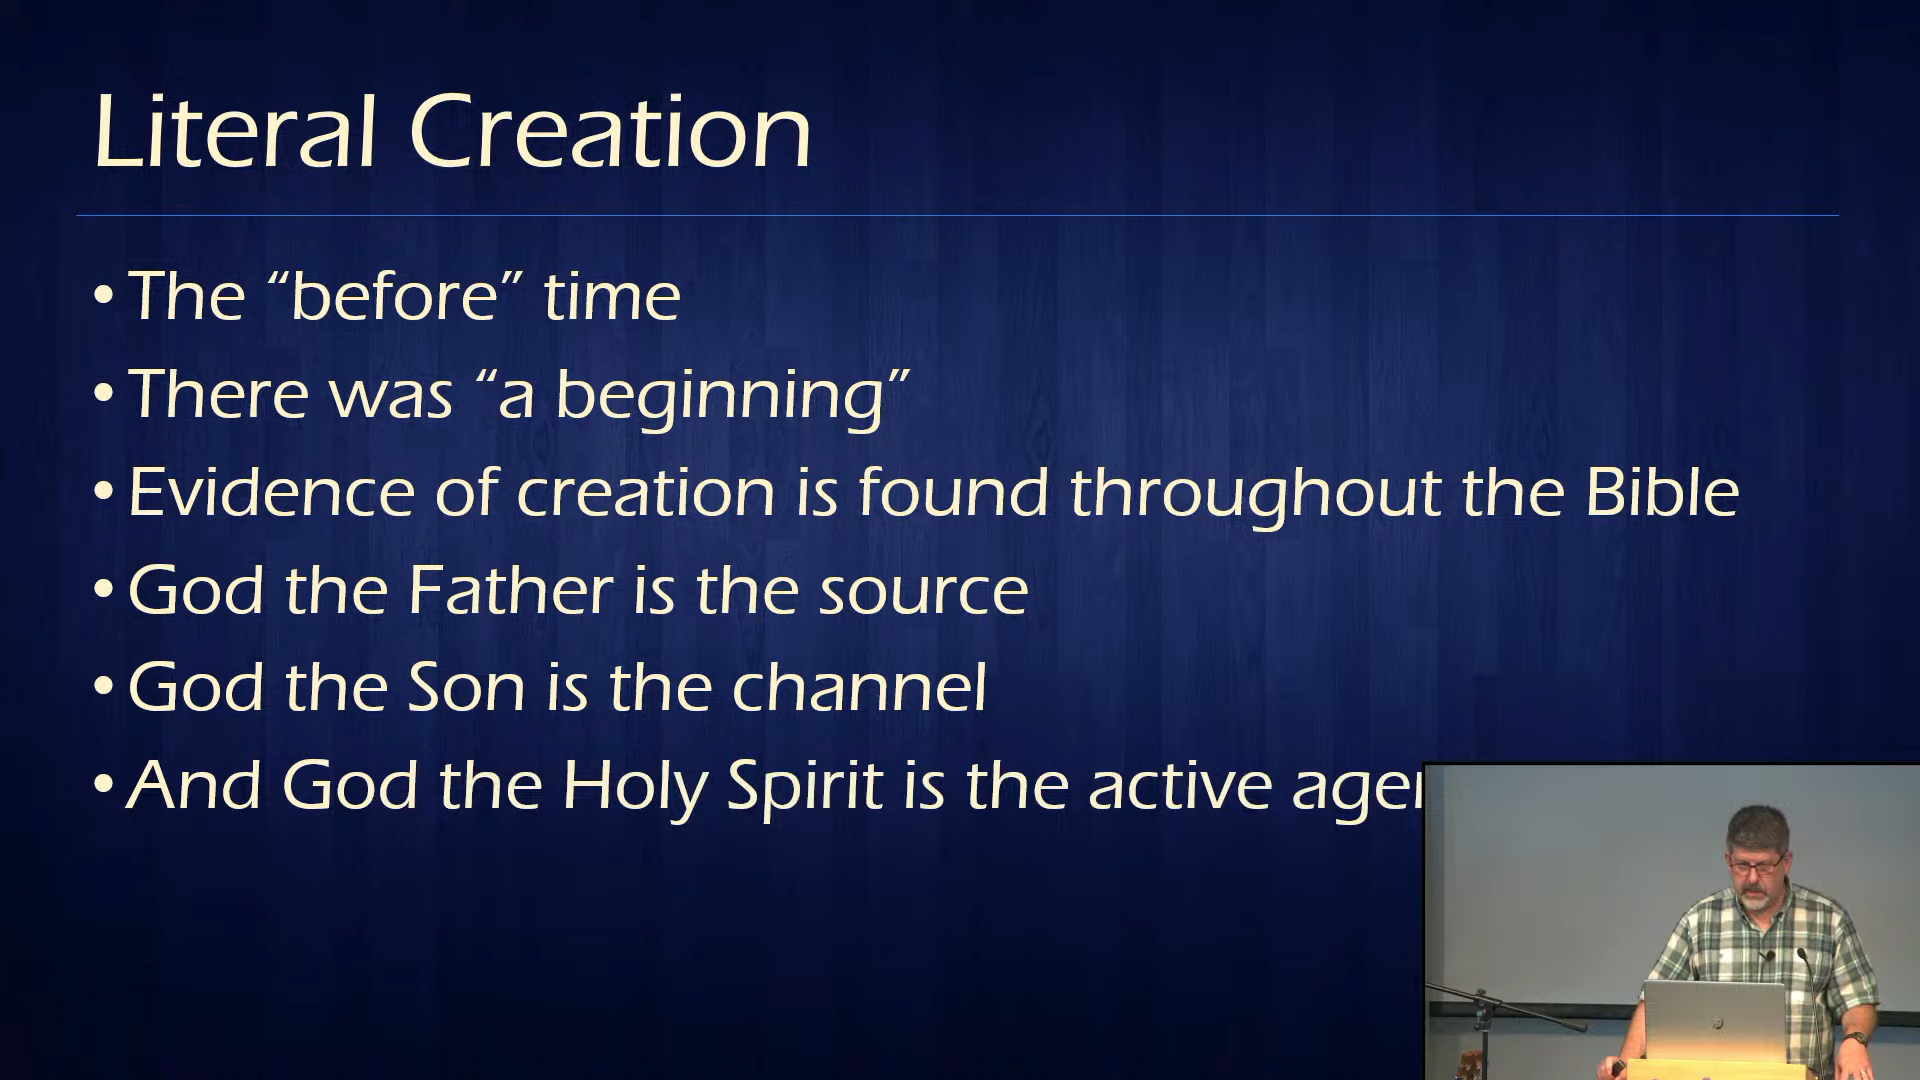 Literal Creation
• The “before” time
• There was “a beginning”
• Evidence of creation is found throughout the Bible
• God the Father is the source
• God the Son is the channel
• And God the Holy Spirit is the active